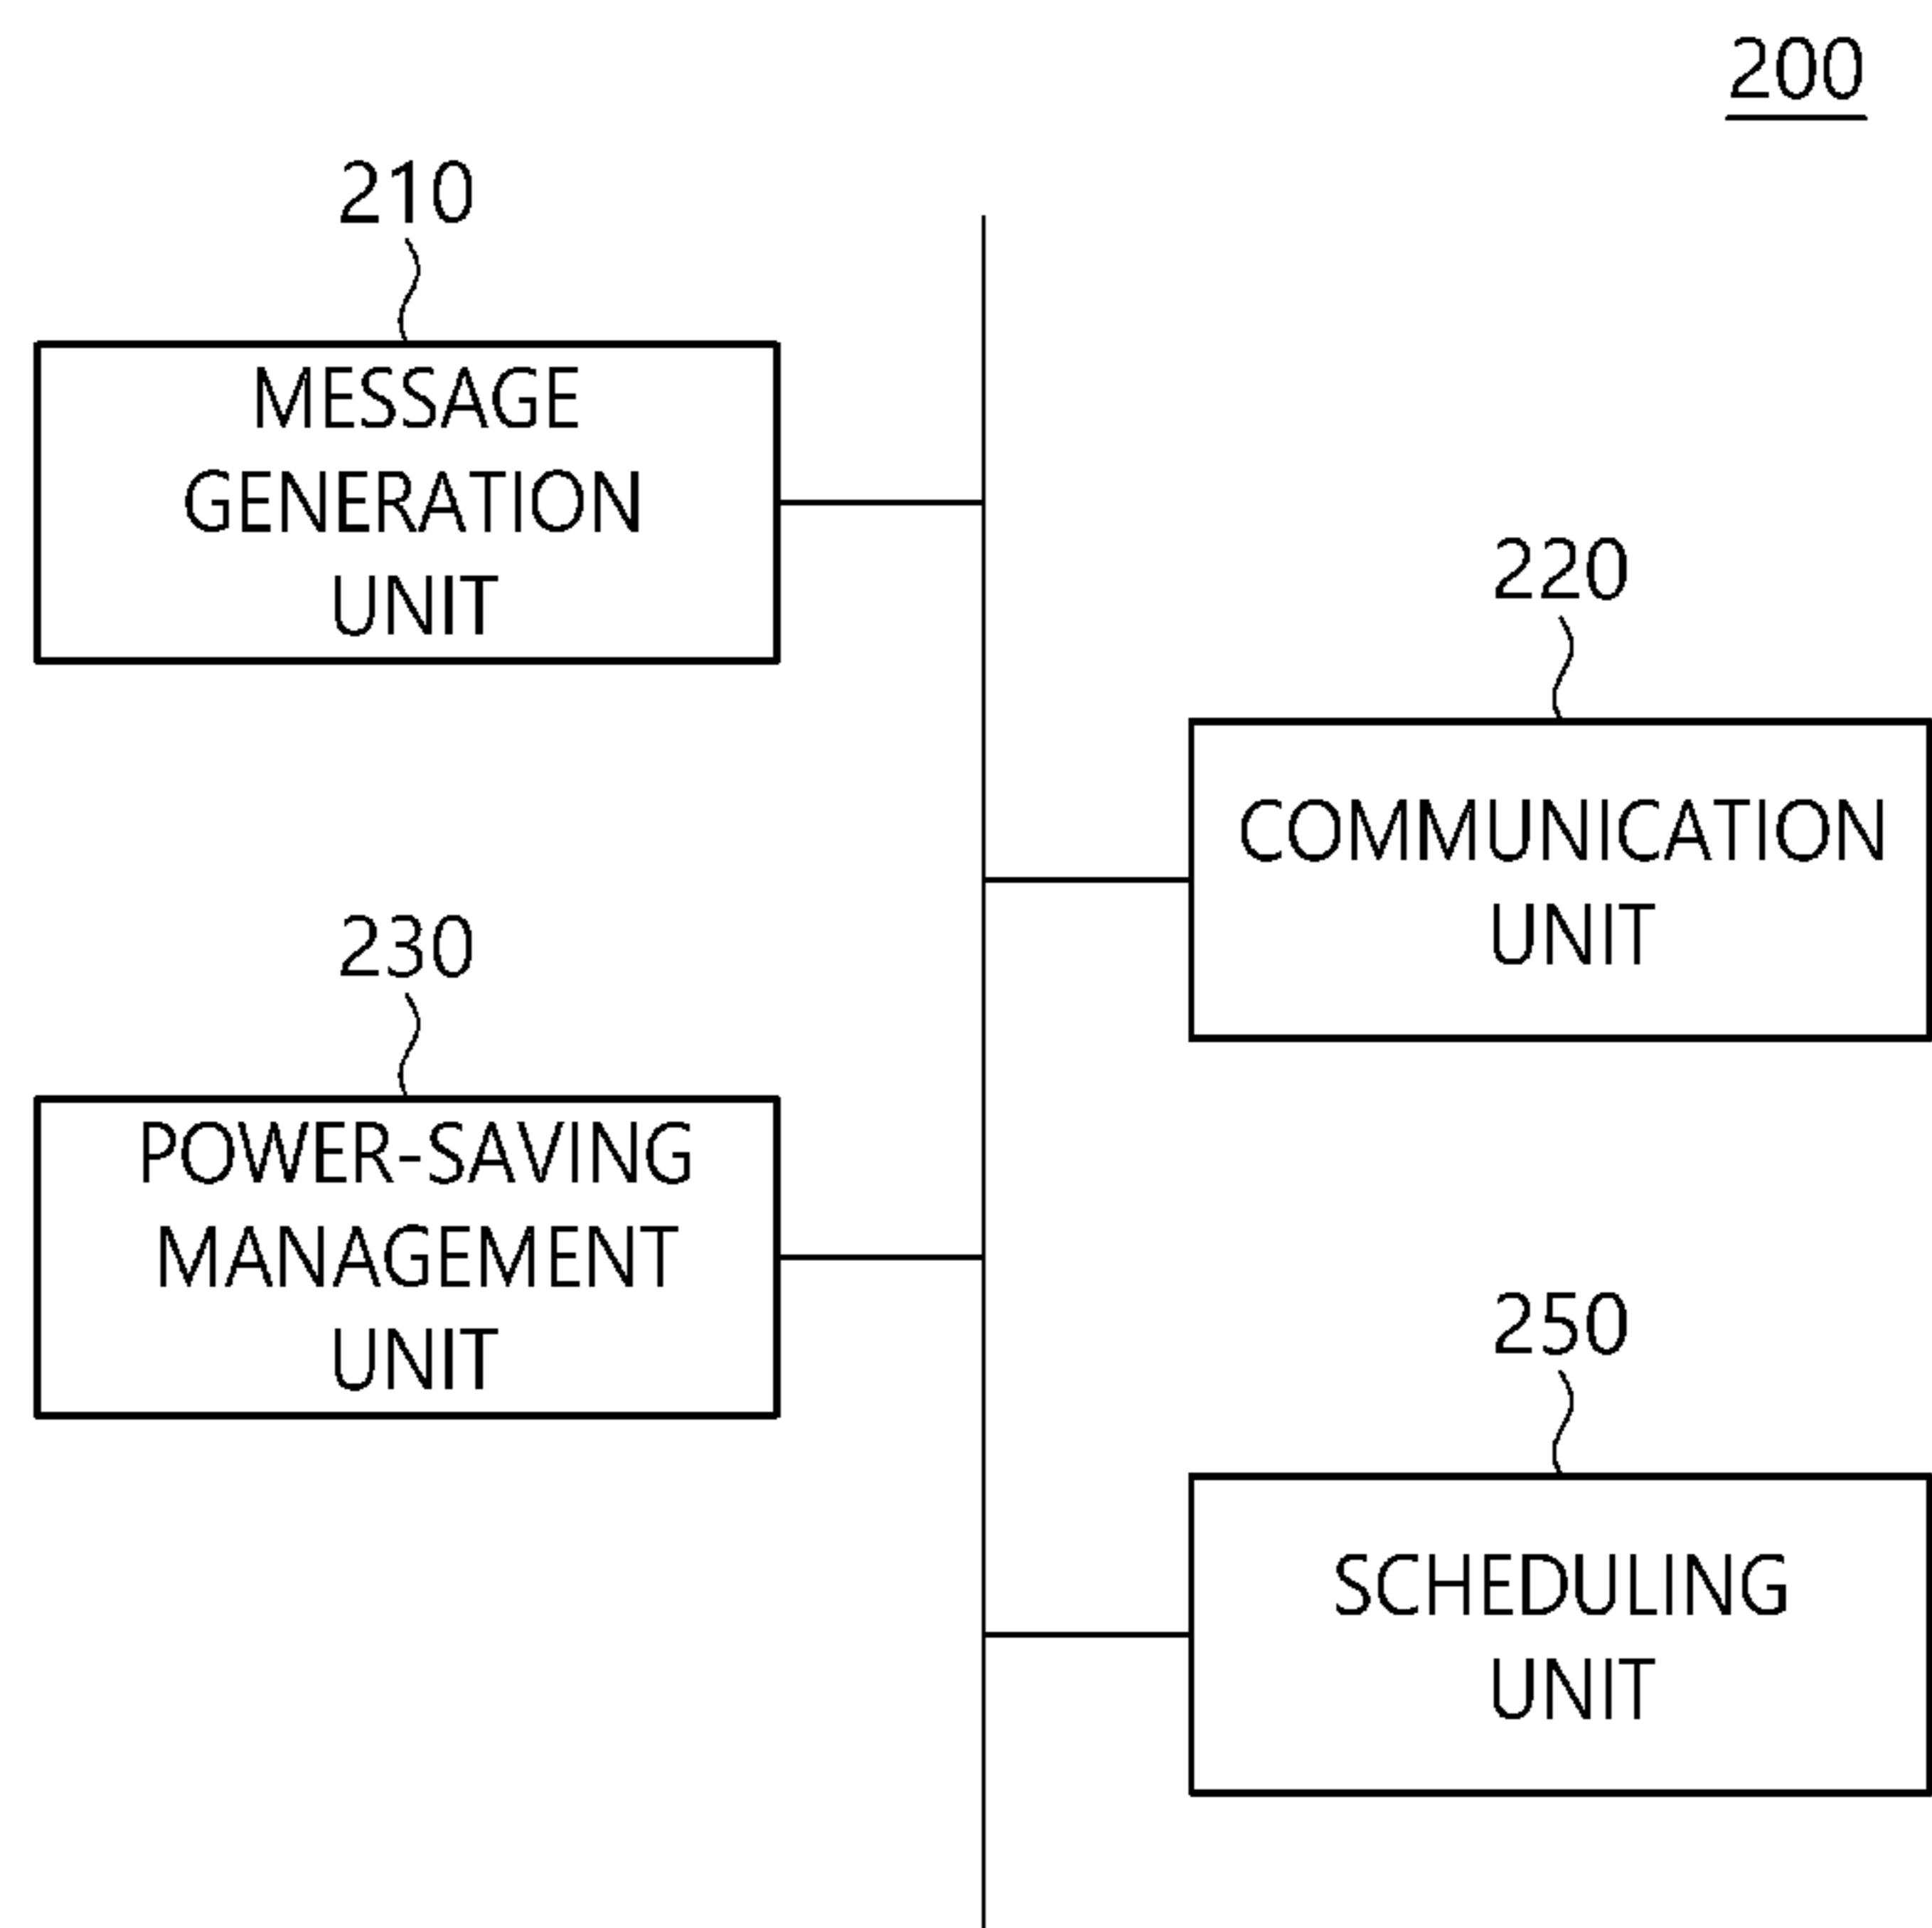 200
210
MESSAGE
GENERATION
UNIT
220
COMMUNICATION
UNIT
230
POWER-SAVING
MANAGEMENT
UNIT
250
SCHEDULING
UNIT